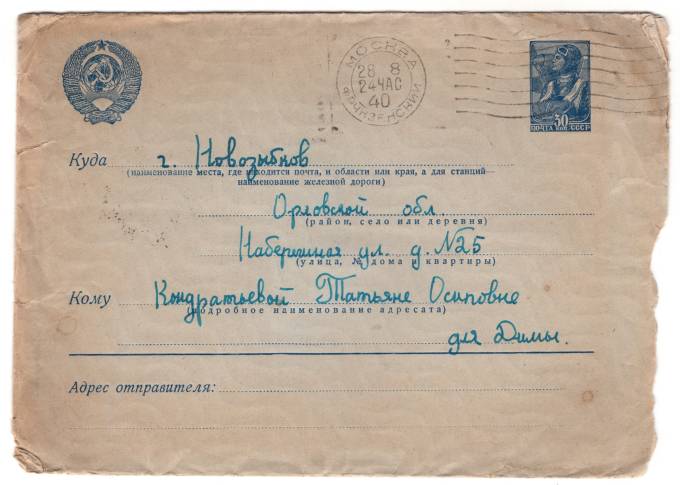 МОСКВА
28 8
24 ЧАС
40
30
ПОЧТА КОП. СССР
Куда г. Новозыбков
(наименование места, где находится почта, и области или края, а для станций
наименование железной дороги)
Орловской обл.
(район, село или деревня)
Набережная ул. д. №25
(улица, № дома и квартиры)
Кому Кондратьевой Татьяне Осиповне
(подробное наименование адресата)
для Димы.
Адрес отправителя: